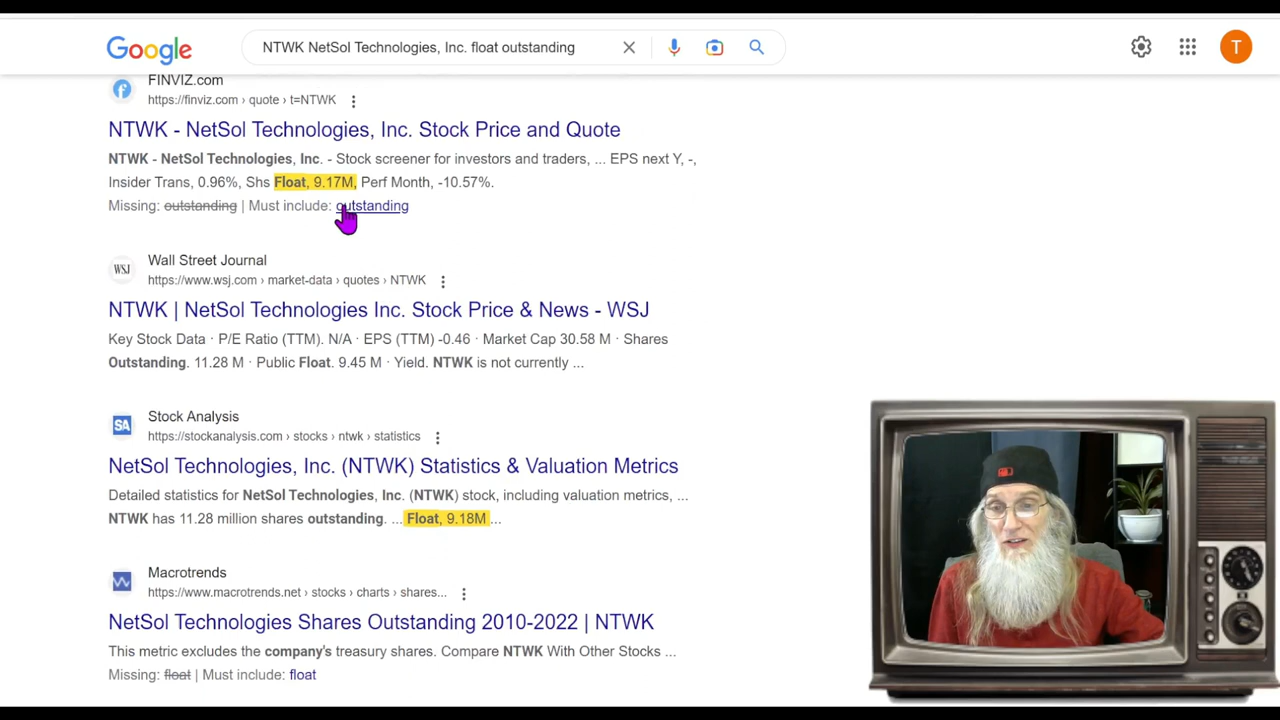 Google
NTWK NetSol Technologies, Inc. float outstanding
T
FINVIZ.com
https://finviz.com › quote › t=NTWK
NTWK - NetSol Technologies, Inc. Stock Price and Quote
NTWK - NetSol Technologies, Inc. - Stock screener for investors and traders, ... EPS next Y, -,
Insider Trans, 0.96%, Shs Float, 9.17M, Perf Month, -10.57%.
Missing: outstanding | Must include: outstanding
Wall Street Journal
WSJ
https://www.wsj.com › market-data › quotes › NTWK
NTWK | NetSol Technologies Inc. Stock Price & News - WSJ
Key Stock Data · P/E Ratio (TTM). N/A · EPS (TTM) -0.46 · Market Cap 30.58 M · Shares
Outstanding. 11.28 M · Public Float. 9.45 M · Yield. NTWK is not currently ...
Stock Analysis
SA
https://stockanalysis.com › stocks › ntwk › statistics
NetSol Technologies, Inc. (NTWK) Statistics & Valuation Metrics
Detailed statistics for NetSol Technologies, Inc. (NTWK) stock, including valuation metrics, ...
NTWK has 11.28 million shares outstanding. ... Float, 9.18M ...
Macrotrends
https://www.macrotrends.net › stocks › charts › shares...
NetSol Technologies Shares Outstanding 2010-2022 | NTWK
This metric excludes the company's treasury shares. Compare NTWK With Other Stocks ...
Missing: float | Must include: float